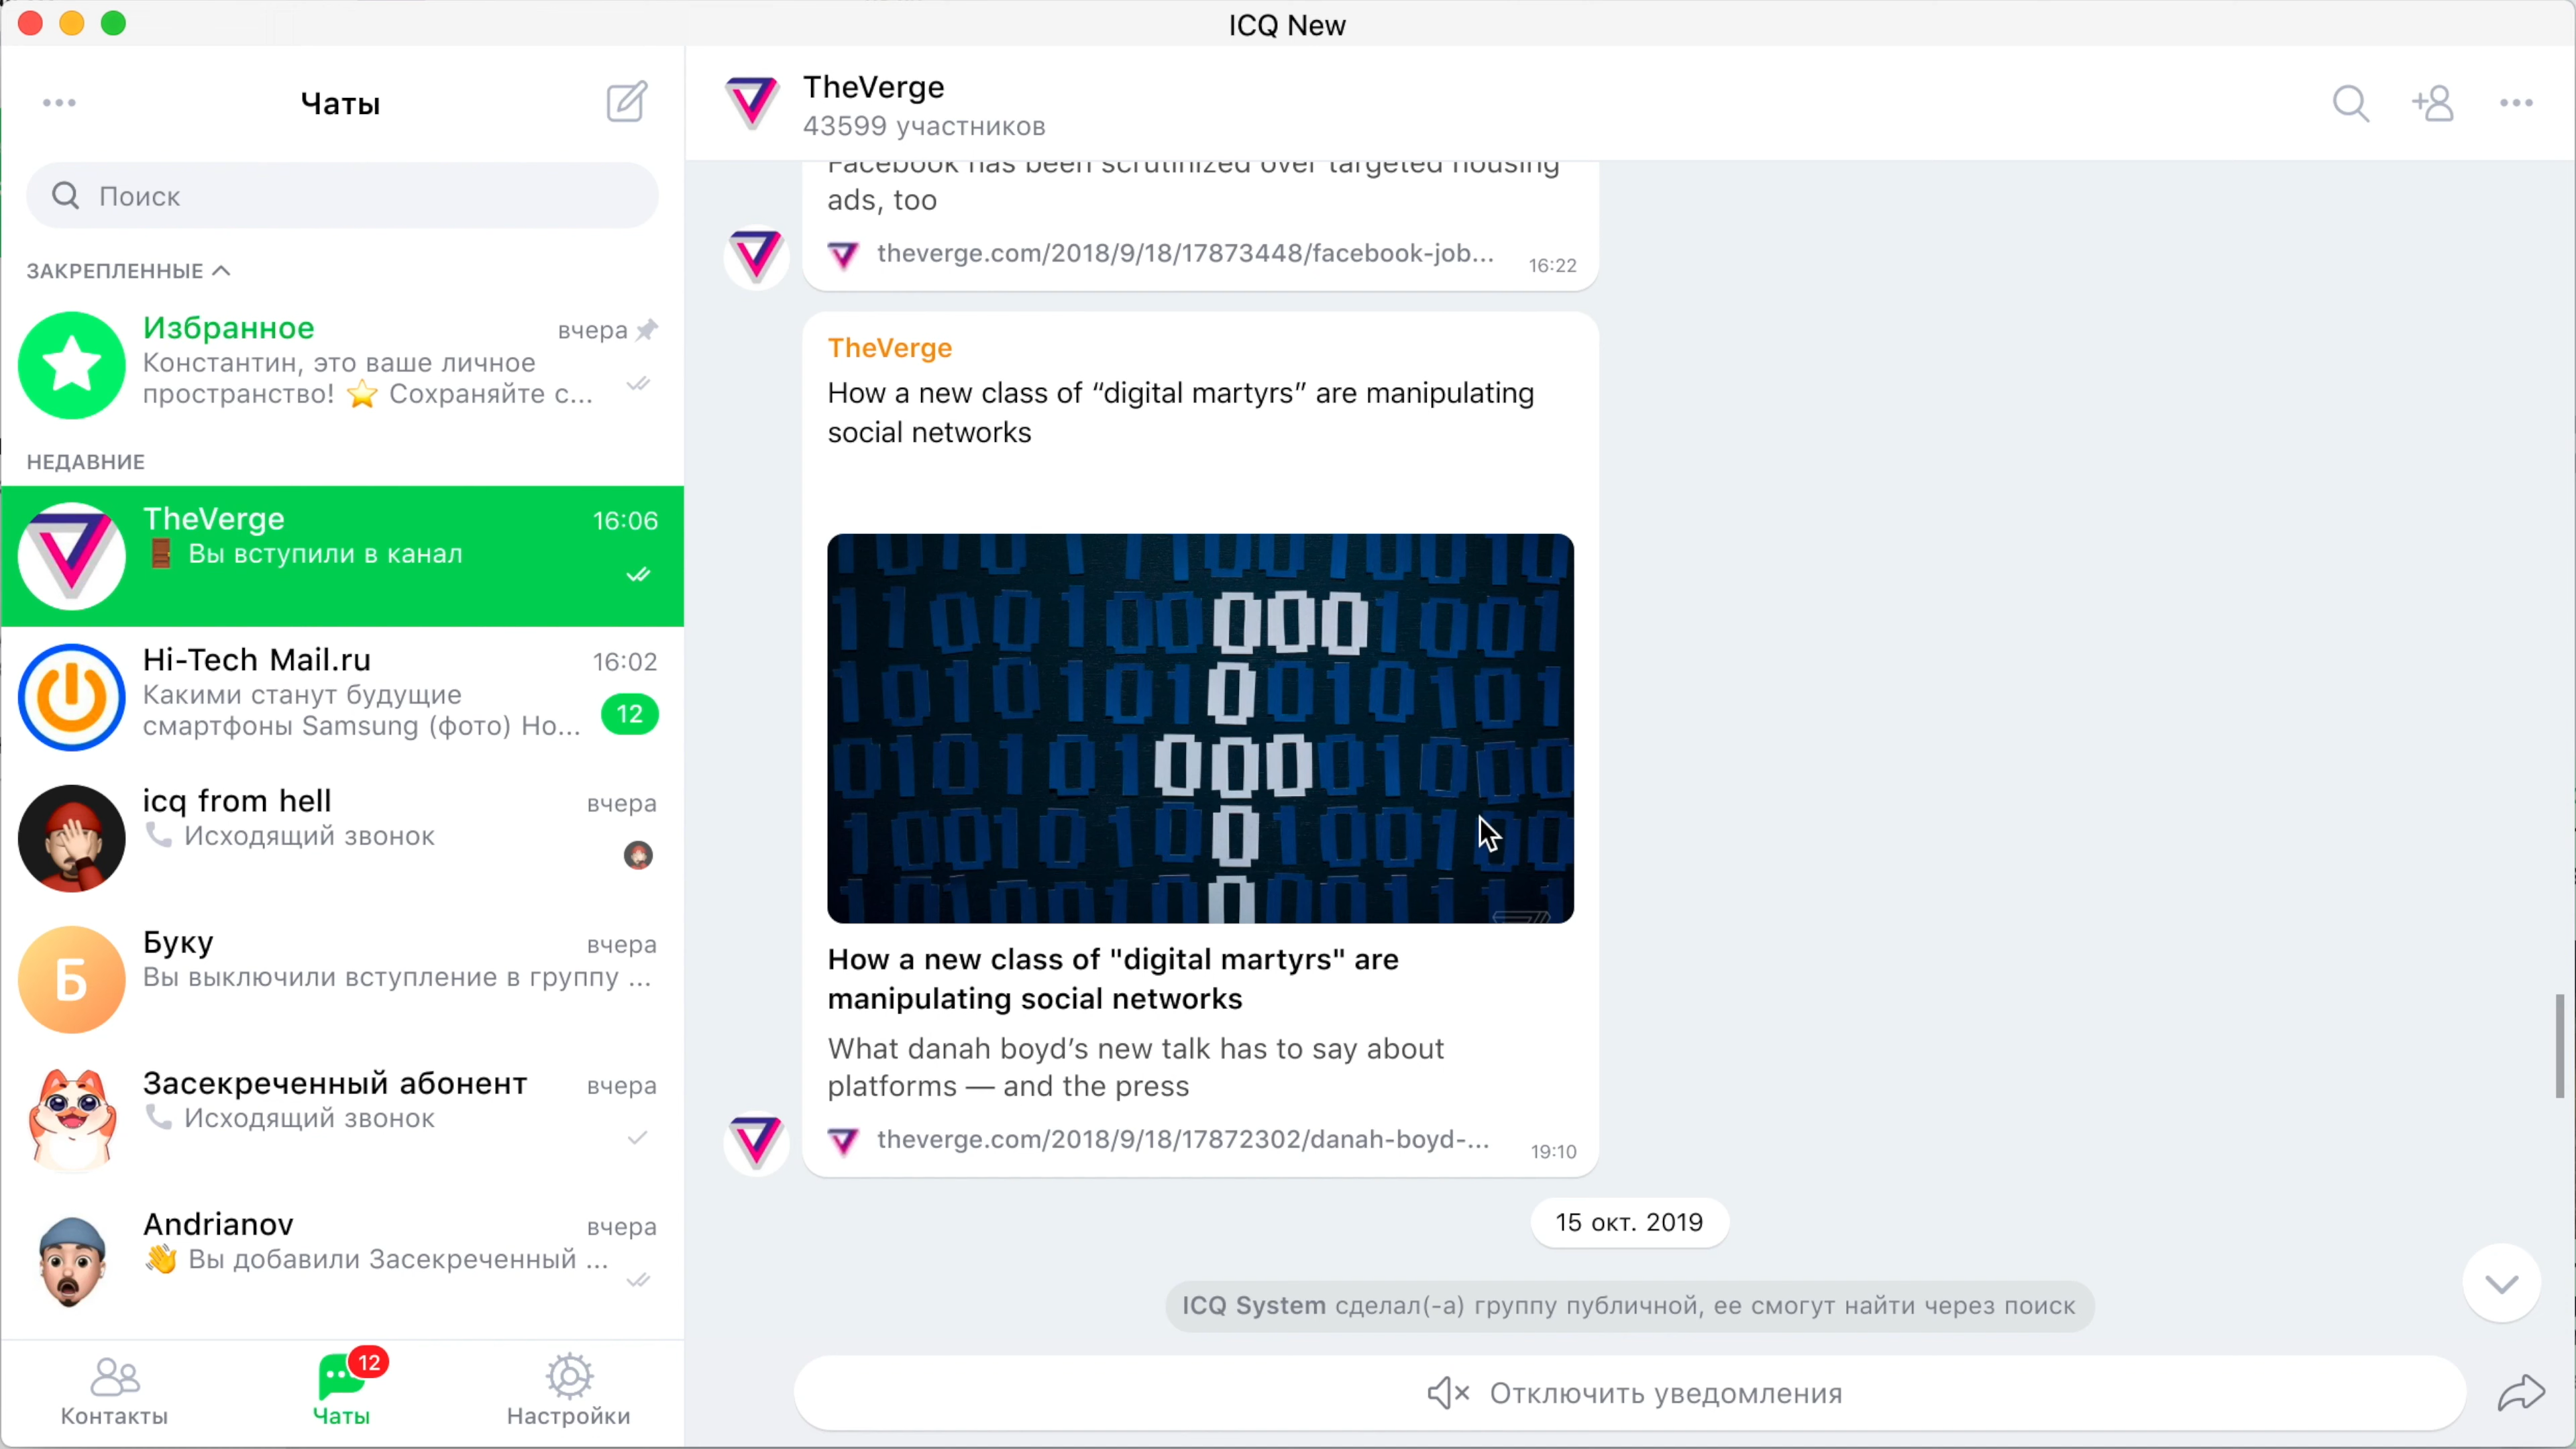 ICQ New
Чаты
Поиск
ЗАКРЕПЛЕННЫЕ
Избранное
вчера
Константин, это ваше личное
пространство! ⭐ Сохраняйте с...
НЕДАВНИЕ
TheVerge
16:06
🚪 Вы вступили в канал
Hi-Tech Mail.ru
16:02
Какими станут будущие
смартфоны Samsung (фото) Но...
12
icq from hell
вчера
Исходящий звонок
Буку
вчера
Б
Вы выключили вступление в группу ...
Засекреченный абонент
вчера
Исходящий звонок
Andrianov
вчера
👋 Вы добавили Засекреченный ...
12
Контакты
Чаты
Настройки
TheVerge
43599 участников
Facebook has been scrutinized over targeted housing
ads, too
theverge.com/2018/9/18/17873448/facebook-job...
16:22
TheVerge
How a new class of “digital martyrs” are manipulating
social networks
How a new class of "digital martyrs" are
manipulating social networks
What danah boyd’s new talk has to say about
platforms — and the press
theverge.com/2018/9/18/17872302/danah-boyd-...
19:10
15 окт. 2019
ICQ System сделал(-а) группу публичной, ее смогут найти через поиск
Отключить уведомления